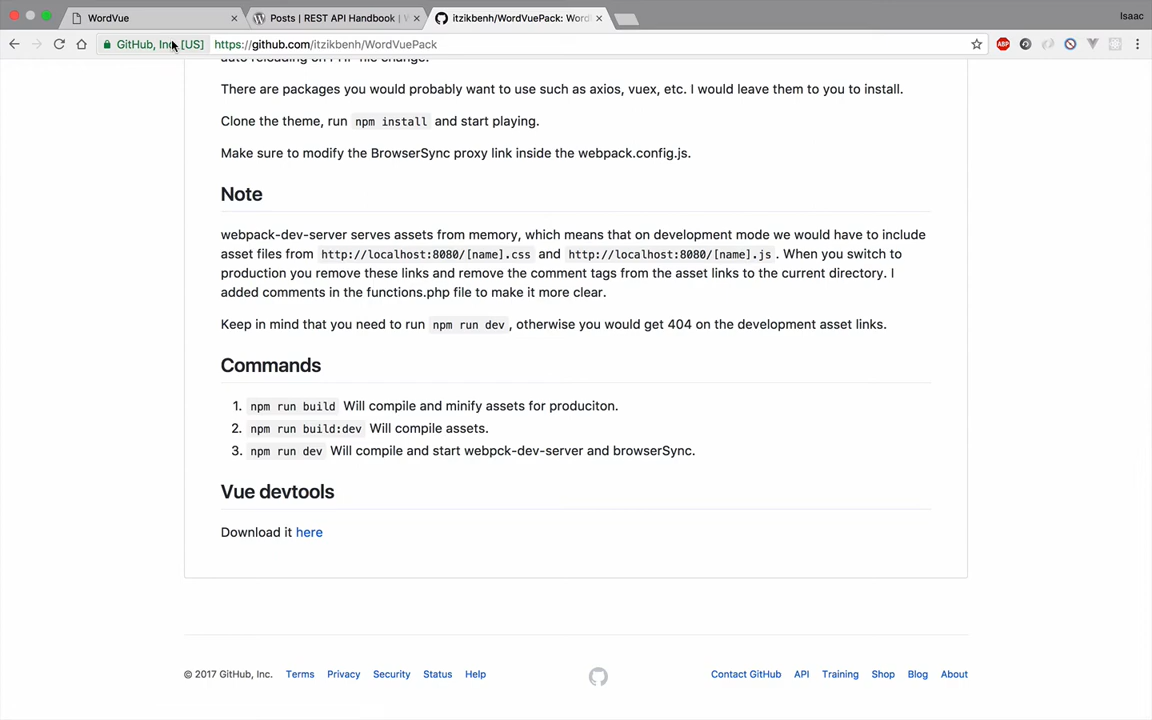 WordVue
Posts | REST API Handbook | W
itzikbenh/WordVuePack: Word
Isaac
GitHub, Inc. [US]
https://github.com/itzikbenh/WordVuePack
ABP
auto reloading on PHP file change.
There are packages you would probably want to use such as axios, vuex, etc. I would leave them to you to install.
Clone the theme, run npm install and start playing.
Make sure to modify the BrowserSync proxy link inside the webpack.config.js.
Note
webpack-dev-server serves assets from memory, which means that on development mode we would have to include
asset files from http://localhost:8080/[name].css and http://localhost:8080/[name].js. When you switch to
production you remove these links and remove the comment tags from the asset links to the current directory. I
added comments in the functions.php file to make it more clear.
Keep in mind that you need to run npm run dev, otherwise you would get 404 on the development asset links.
Commands
1. npm run build Will compile and minify assets for produciton.
2. npm run build:dev Will compile assets.
3. npm run dev Will compile and start webpck-dev-server and browserSync.
Vue devtools
Download it here
© 2017 GitHub, Inc. Terms Privacy Security Status Help
Contact GitHub API Training Shop Blog About